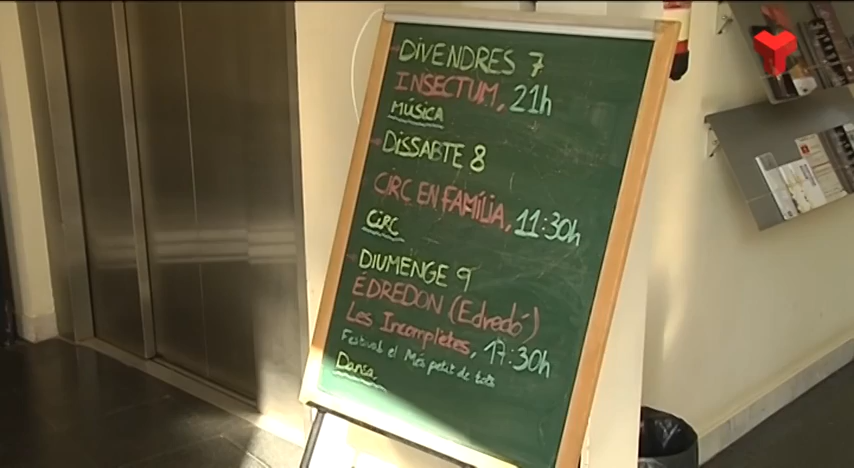 DiVENDRES 7
INSECTUM, 21h
MÚSiCA
DiSSABTE 8
CiRC EN FAMÍLIA, 11:30h
CiRC
DIUMENGE 9
ÉDREDON (Edredó)
Les Incomplètes, 17:30h
Festival el Més petit de tots
Dansa